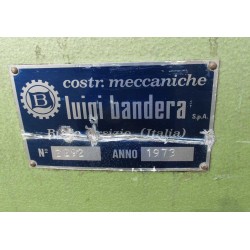 B
costr. meccaniche
luigi bandera S.p.A.
(Italia)
N° ANNO 1973